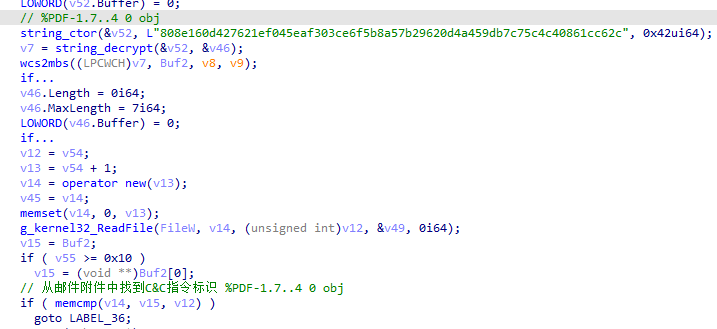 LOWORD(v52.Buffer) = 0;
// %PDF-1.7..4 0 obj
string_ctor(&v52, L"808e160d427621ef045eaf303ce6f5b8a57b29620d4a459db7c75c4c40861cc62c", 0x42ui64);
v7 = string_decrypt(&v52, &v46);
wcs2mbs((LPCWCH)v7, Buf2, v8, v9);
if...
v46.Length = 0i64;
v46.MaxLength = 7i64;
LOWORD(v46.Buffer) = 0;
if...
v12 = v54;
v13 = v54 + 1;
v14 = operator new(v13);
v45 = v14;
memset(v14, 0, v13);
g_kernel32_ReadFile(FileW, v14, (unsigned int)v12, &v49, 0i64);
v15 = Buf2;
if ( v55 >= 0x10 )
v15 = (void **)Buf2[0];
// 从邮件附件中找到C&C指令标识 %PDF-1.7..4 0 obj
if ( memcmp(v14, v15, v12) )
goto LABEL_36;